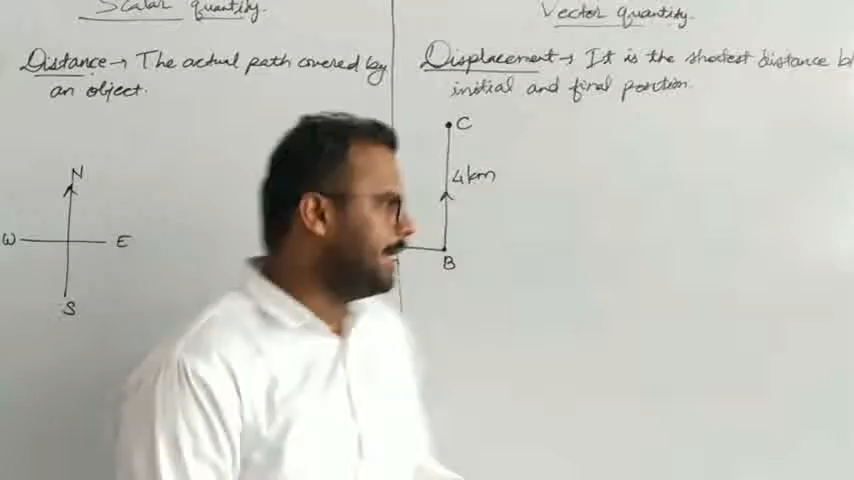 Scalar quantity.
Vector quantity.
Distance → The actual path covered by
an object.
Displacement → It is the shortest distance
initial and final position.
N
W
E
S
C
4km
B